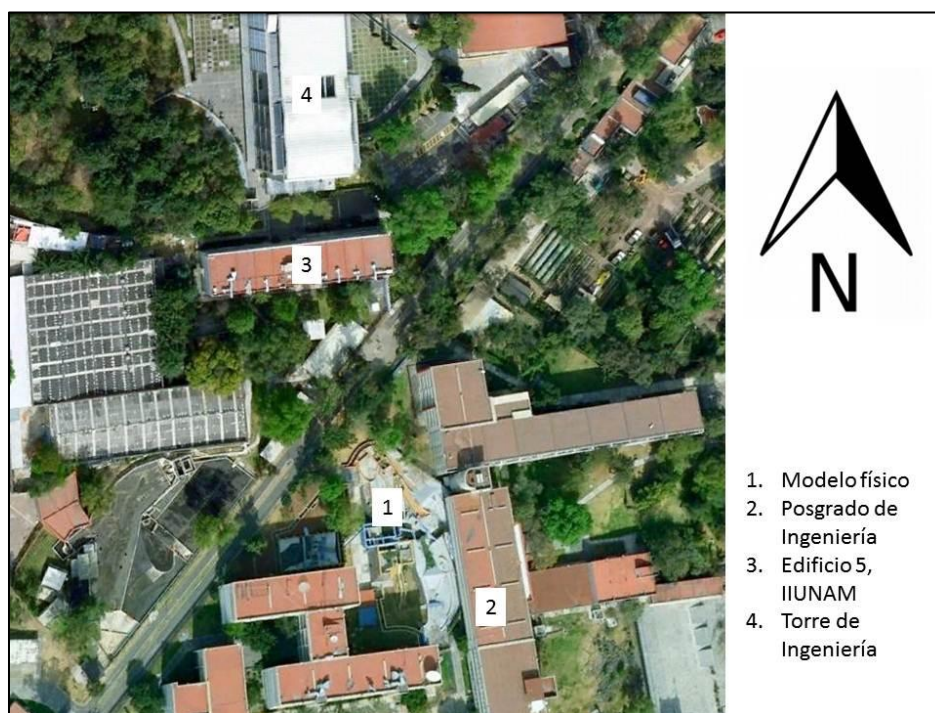 4
3
1
2
N
1. Modelo físico
2. Posgrado de
Ingeniería
3. Edificio 5,
IIUNAM
4. Torre de
Ingeniería